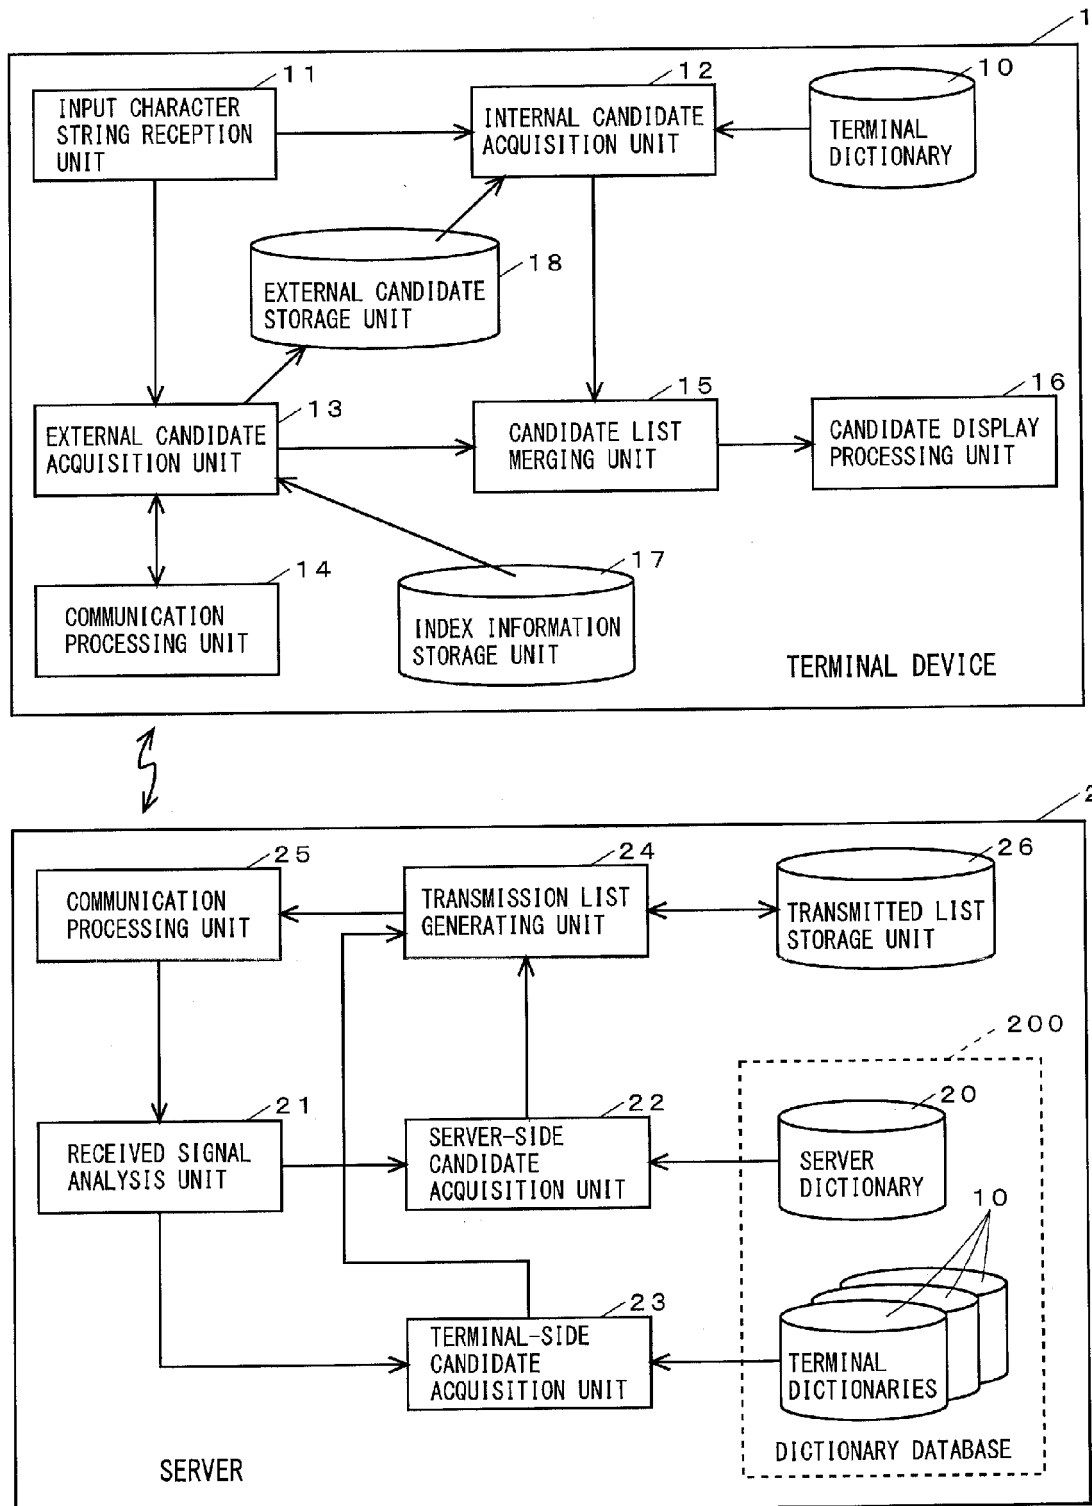 1
11
12
10
INPUT CHARACTER
STRING RECEPTION
UNIT
INTERNAL CANDIDATE
ACQUISITION UNIT
TERMINAL
DICTIONARY
18
EXTERNAL CANDIDATE
STORAGE UNIT
13
15
16
EXTERNAL CANDIDATE
ACQUISITION UNIT
CANDIDATE LIST
MERGING UNIT
CANDIDATE DISPLAY
PROCESSING UNIT
14
17
COMMUNICATION
PROCESSING UNIT
INDEX INFORMATION
STORAGE UNIT
TERMINAL DEVICE
2
25
24
26
COMMUNICATION
PROCESSING UNIT
TRANSMISSION LIST
GENERATING UNIT
TRANSMITTED LIST
STORAGE UNIT
200
21
22
20
RECEIVED SIGNAL
ANALYSIS UNIT
SERVER-SIDE
CANDIDATE
ACQUISITION UNIT
SERVER
DICTIONARY
10
23
TERMINAL-SIDE
CANDIDATE
ACQUISITION UNIT
TERMINAL
DICTIONARIES
DICTIONARY DATABASE
SERVER